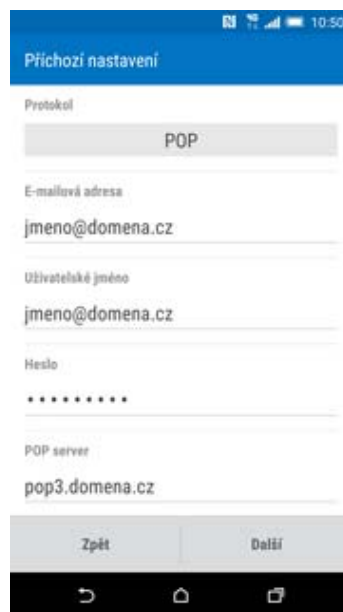 10:50
Příchozí nastavení
Protokol
POP
E-mailová adresa
jmeno@domena.cz
Uživatelské jméno
jmeno@domena.cz
Heslo
•••••••••
POP server
pop3.domena.cz
Zpět Další